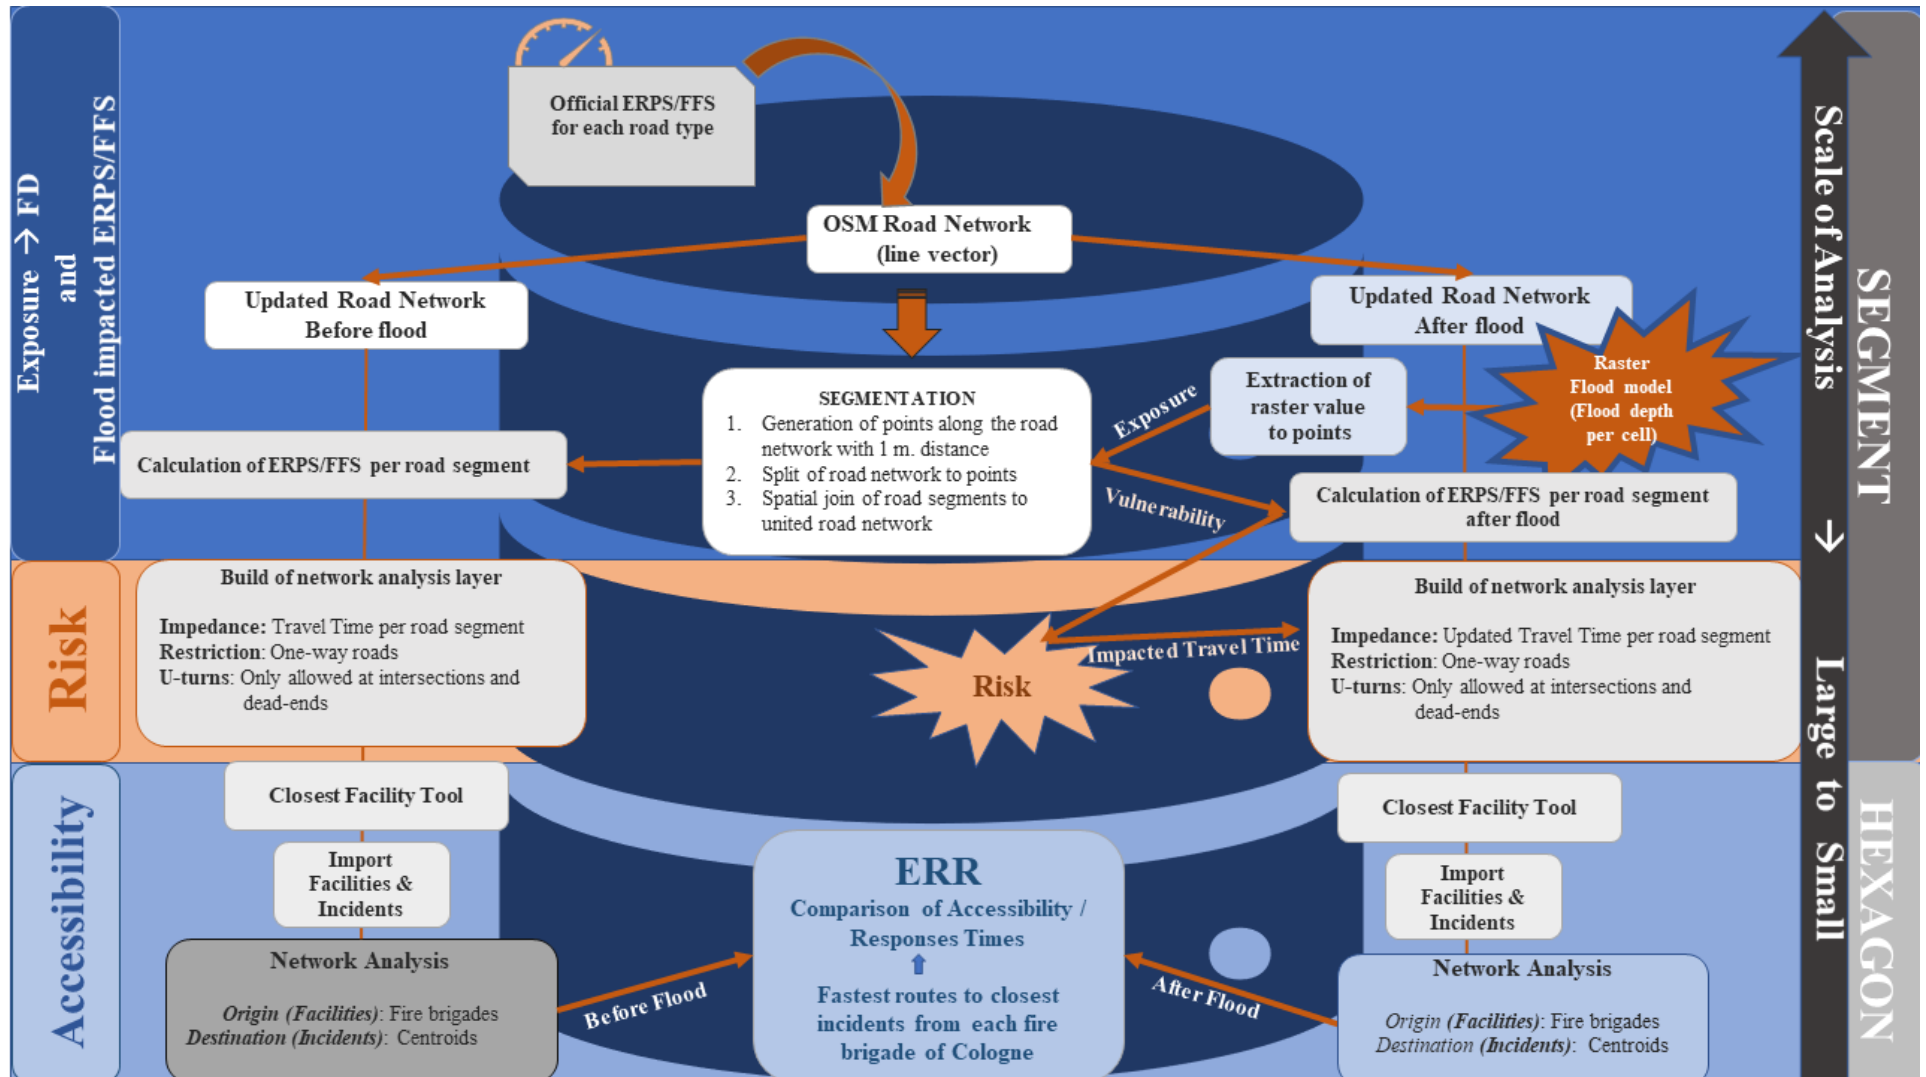 Exposure → FD
and
Flood impacted ERPS/FFS
Official ERPS/FFS
for each road type
OSM Road Network
(line vector)
Updated Road Network
Before flood
Updated Road Network
After flood
Raster
Flood model
(Flood depth
per cell)
Extraction of
raster value
to points
Exposure
SEGMENTATION
1. Generation of points along the road
network with 1 m. distance
2. Split of road network to points
3. Spatial join of road segments to
united road network
Vulnerability
Calculation of ERPS/FFS per road segment
Calculation of ERPS/FFS per road segment
after flood
Risk
Build of network analysis layer
Impedance: Travel Time per road segment
Restriction: One-way roads
U-turns: Only allowed at intersections and
dead-ends
Risk
Impacted Travel Time
Build of network analysis layer
Impedance: Updated Travel Time per road segment
Restriction: One-way roads
U-turns: Only allowed at intersections and
dead-ends
Accessibility
Closest Facility Tool
Import
Facilities &
Incidents
Network Analysis
Origin (Facilities): Fire brigades
Destination (Incidents): Centroids
Before Flood
ERR
Comparison of Accessibility /
Responses Times
Fastest routes to closest
incidents from each fire
brigade of Cologne
After Flood
Closest Facility Tool
Import
Facilities &
Incidents
Network Analysis
Origin (Facilities): Fire brigades
Destination (Incidents): Centroids
Scale of Analysis → Large to Small
SEGMENT
HEXAGON